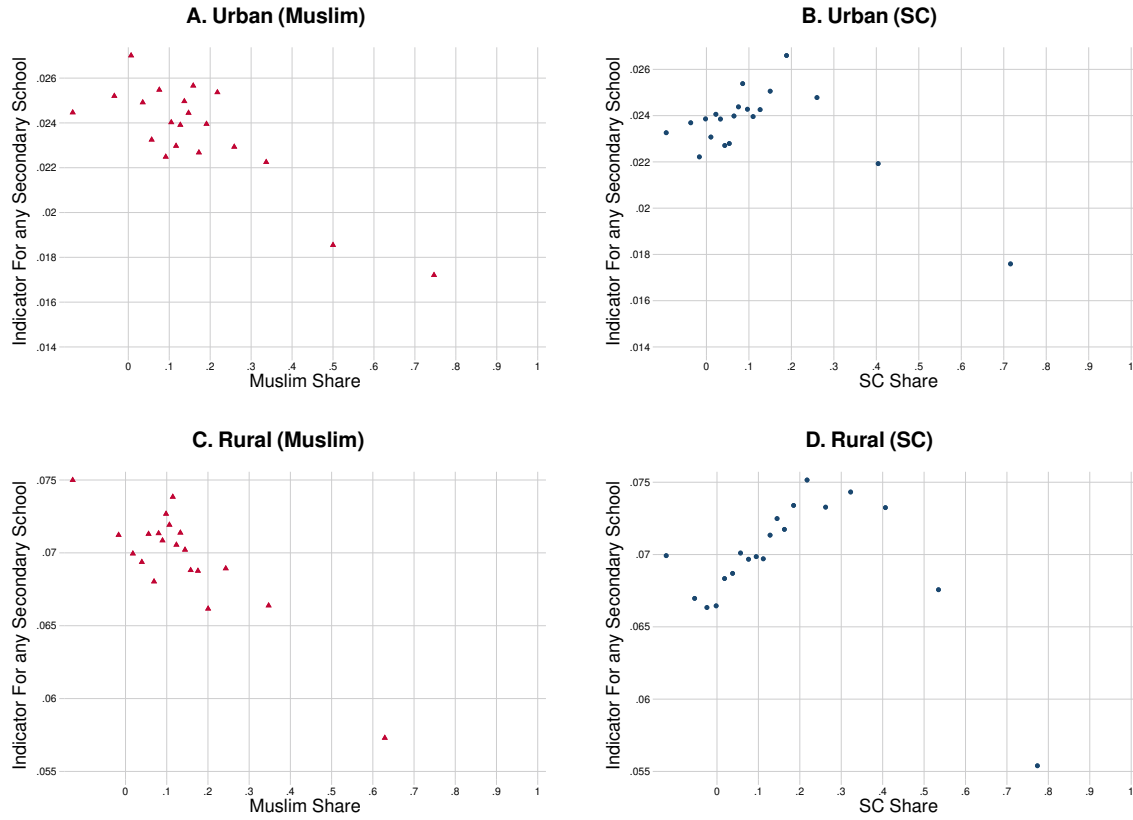 A. Urban (Muslim)
Indicator For any Secondary School
.026
.024
.022
.02
.018
.016
.014
0 .1 .2 .3 .4 .5 .6 .7 .8 .9 1
Muslim Share
B. Urban (SC)
Indicator For any Secondary School
.026
.024
.022
.02
.018
.016
.014
0 .1 .2 .3 .4 .5 .6 .7 .8 .9 1
SC Share
C. Rural (Muslim)
Indicator For any Secondary School
.075
.07
.065
.06
.055
0 .1 .2 .3 .4 .5 .6 .7 .8 .9 1
Muslim Share
D. Rural (SC)
Indicator For any Secondary School
.075
.07
.065
.06
.055
0 .1 .2 .3 .4 .5 .6 .7 .8 .9 1
SC Share